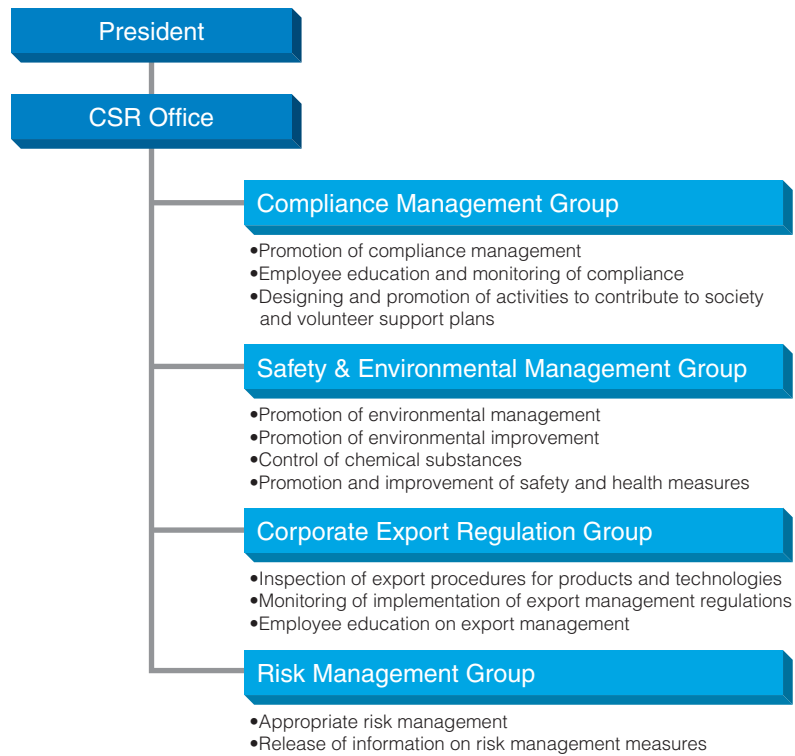 President
CSR Office
Compliance Management Group
•Promotion of compliance management
•Employee education and monitoring of compliance
•Designing and promotion of activities to contribute to society
and volunteer support plans
Safety & Environmental Management Group
•Promotion of environmental management
•Promotion of environmental improvement
•Control of chemical substances
•Promotion and improvement of safety and health measures
Corporate Export Regulation Group
•Inspection of export procedures for products and technologies
•Monitoring of implementation of export management regulations
•Employee education on export management
Risk Management Group
•Appropriate risk management
•Release of information on risk management measures